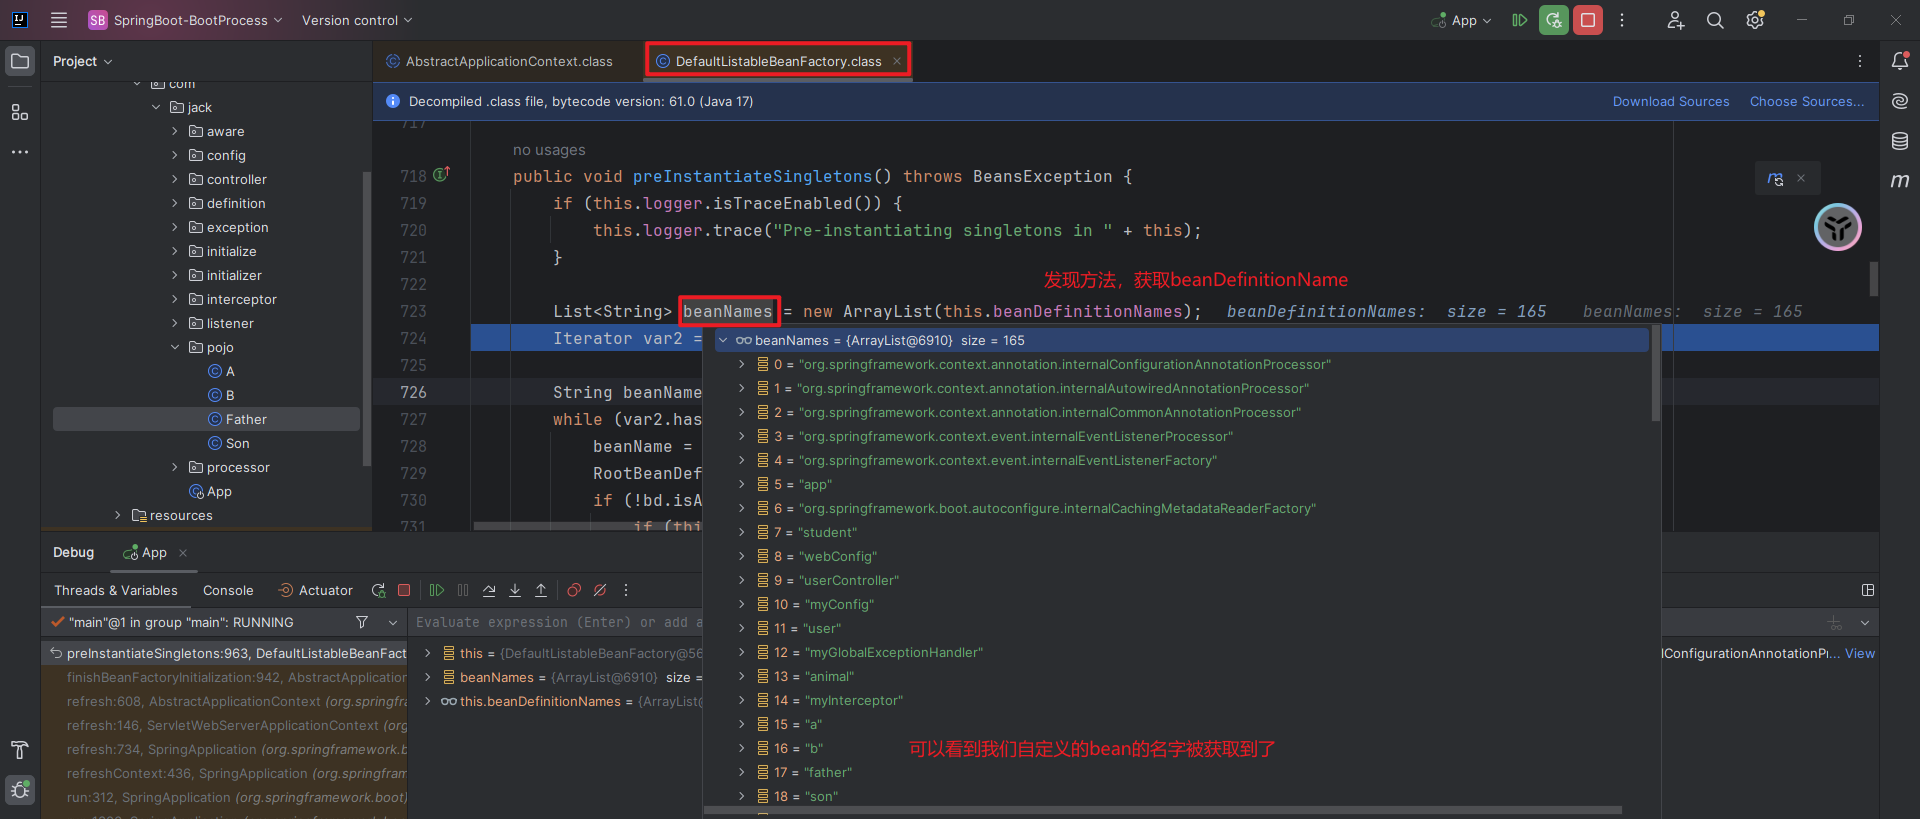 SB SpringBoot-BootProcess Version control App
Project
AbstractApplicationContext.class DefaultListableBeanFactory.class
Decompiled .class file, bytecode version: 61.0 (Java 17) Download Sources Choose Sources...
com
jack
aware
config
controller
definition
exception
initialize
initializer
interceptor
listener
pojo
A
B
Father
Son
processor
App
resources
717
no usages
718 public void preInstantiateSingletons() throws BeansException {
719 if (this.logger.isTraceEnabled()) {
720 this.logger.trace("Pre-instantiating singletons in " + this);
721 }
722
发现方法，获取beanDefinitionName
723 List<String> beanNames = new ArrayList(this.beanDefinitionNames); beanDefinitionNames: size = 165 beanNames: size = 165
724 Iterator var2 =
725
726 String beanName
727 while (var2.has
728 beanName =
729 RootBeanDef
730 if (!bd.isA
731 if (thi
beanNames = {ArrayList@6910} size = 165
0 = "org.springframework.context.annotation.internalConfigurationAnnotationProcessor"
1 = "org.springframework.context.annotation.internalAutowiredAnnotationProcessor"
2 = "org.springframework.context.annotation.internalCommonAnnotationProcessor"
3 = "org.springframework.context.event.internalEventListenerProcessor"
4 = "org.springframework.context.event.internalEventListenerFactory"
5 = "app"
6 = "org.springframework.boot.autoconfigure.internalCachingMetadataReaderFactory"
7 = "student"
8 = "webConfig"
9 = "userController"
10 = "myConfig"
11 = "user"
12 = "myGlobalExceptionHandler"
13 = "animal"
14 = "myInterceptor"
15 = "a"
16 = "b"
可以看到我们自定义的bean的名字被获取到了
17 = "father"
18 = "son"
Debug App
Threads & Variables Console Actuator
"main"@1 in group "main": RUNNING
Evaluate expression (Enter) or add a
preInstantiateSingletons:963, DefaultListableBeanFact
finishBeanFactoryInitialization:942, AbstractApplication
refresh:608, AbstractApplicationContext (org.springfra
refresh:146, ServletWebServerApplicationContext (org
refresh:734, SpringApplication (org.springframework.b
refreshContext:436, SpringApplication (org.springfram
run:312, SpringApplication (org.springframework.boot)
this = {DefaultListableBeanFactory@56
beanNames = {ArrayList@6910} size =
this.beanDefinitionNames = {ArrayList@
lConfigurationAnnotationPr... View